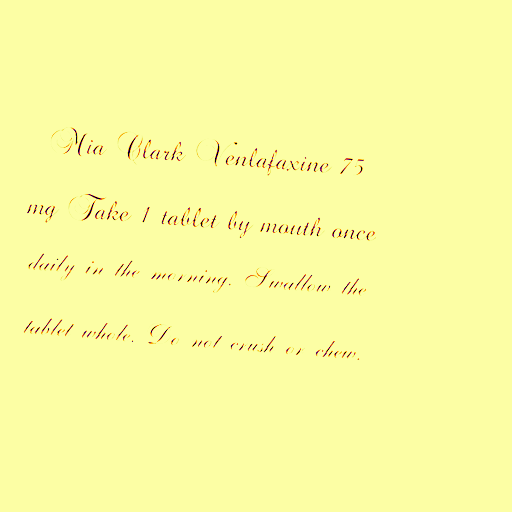 Mia Clark Venlafaxine 75
mg Take 1 tablet by mouth once
daily in the morning. Swallow the
tablet whole. Do not crush or chew.